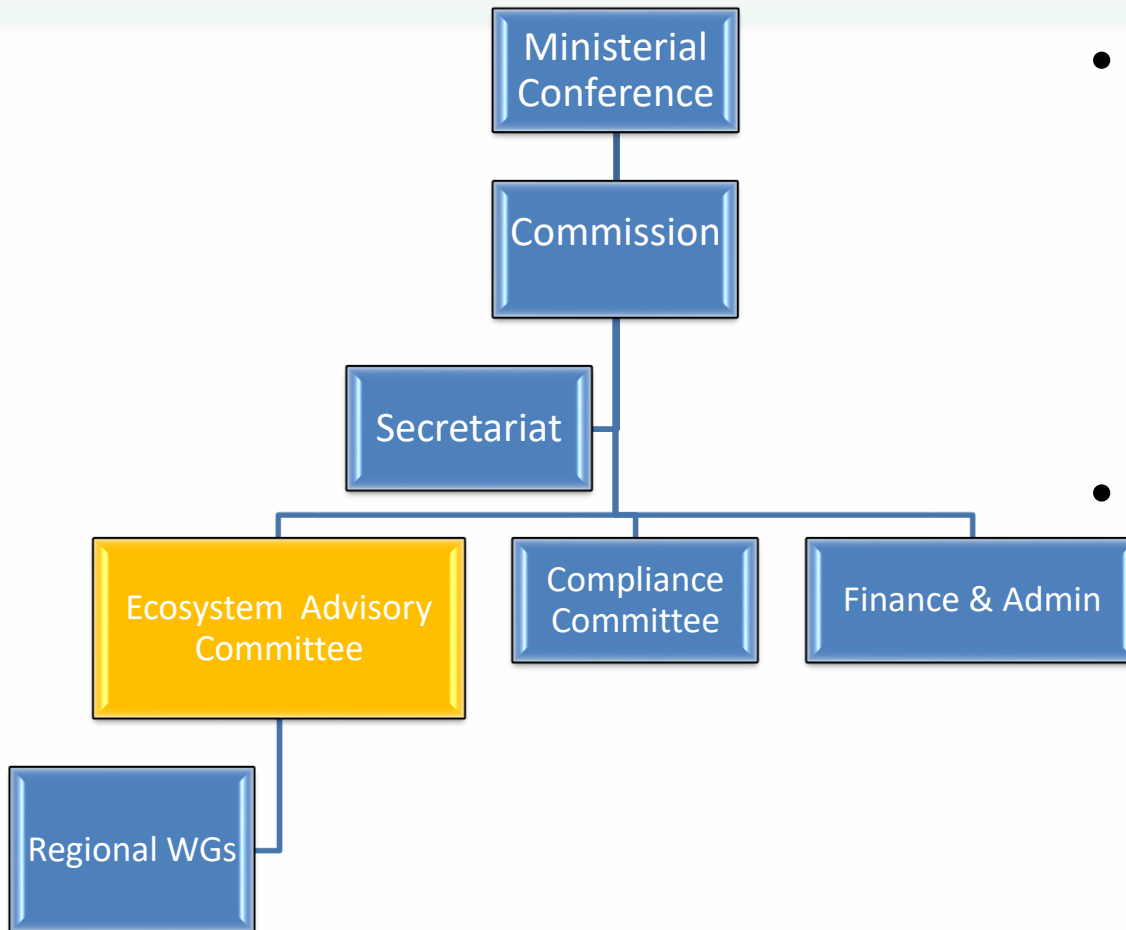 Ministerial
Conference
Commission
Secretariat
Ecosystem Advisory
Committee
Compliance
Committee
Finance & Admin
Regional WGs